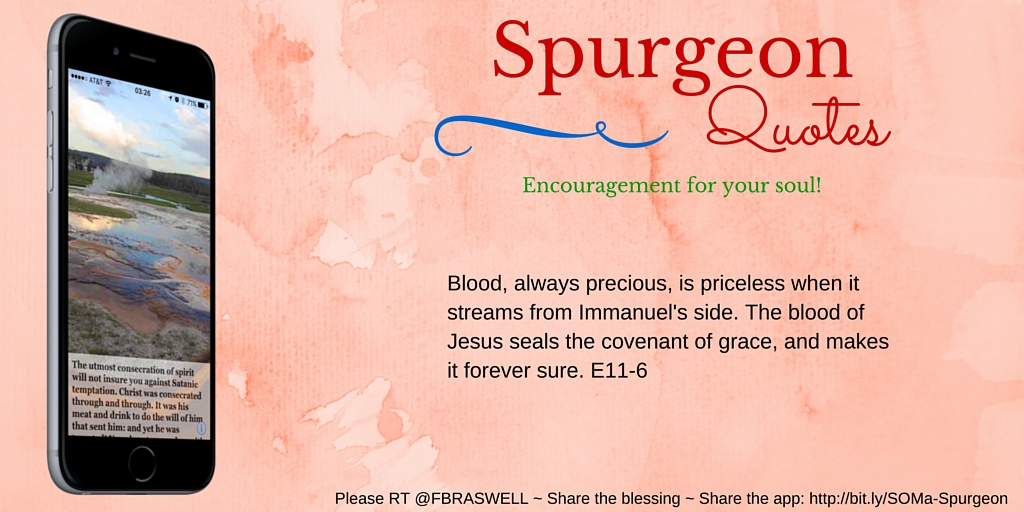 Spurgeon
Quotes
Encouragement for your soul!
Blood, always precious, is priceless when it
streams from Immanuel's side. The blood of
Jesus seals the covenant of grace, and makes
it forever sure. E11-6
AT&T
03:26
71%
The utmost consecration of spirit
will not insure you against Satanic
temptation. Christ was consecrated
through and through. It was his
meat and drink to do the will of him
that sent him: and yet he was
Please RT @FBRASWELL ~ Share the blessing ~ Share the app: http://bit.ly/SOMa-Spurgeon